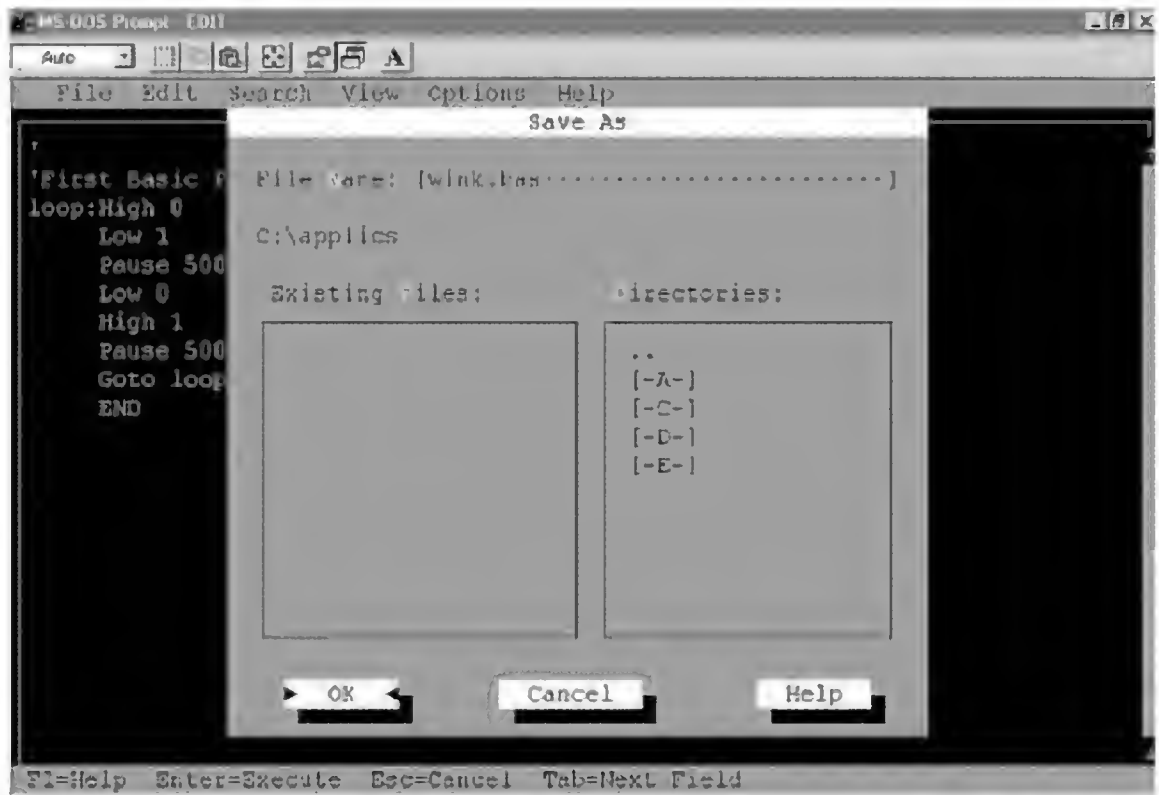 MS-DOS Prompt - EDIT
Auto
A
File Edit Search View Options Help
Save As
'
'First Basic
loop:High 0
Low 1
Pause 500
Low 0
High 1
Pause 500
Goto loop
END
File Name: [wink.bas··························]
C:\applics
Existing Files:
Directories:
..
[-A-]
[-C-]
[-D-]
[-E-]
OK
Cancel
Help
F1=Help Enter=Execute Esc=Cancel Tab=Next Field